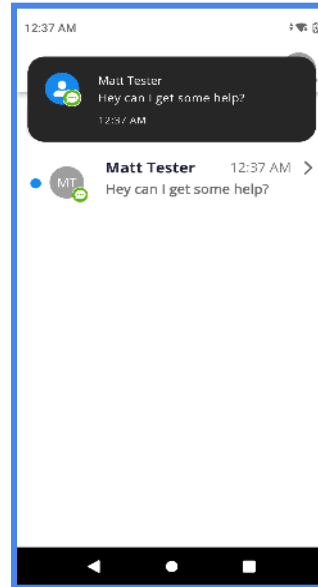 12:37 AM
Matt Tester
Hey can I get some help?
12:37 AM
MT
Matt Tester 12:37 AM
Hey can I get some help?